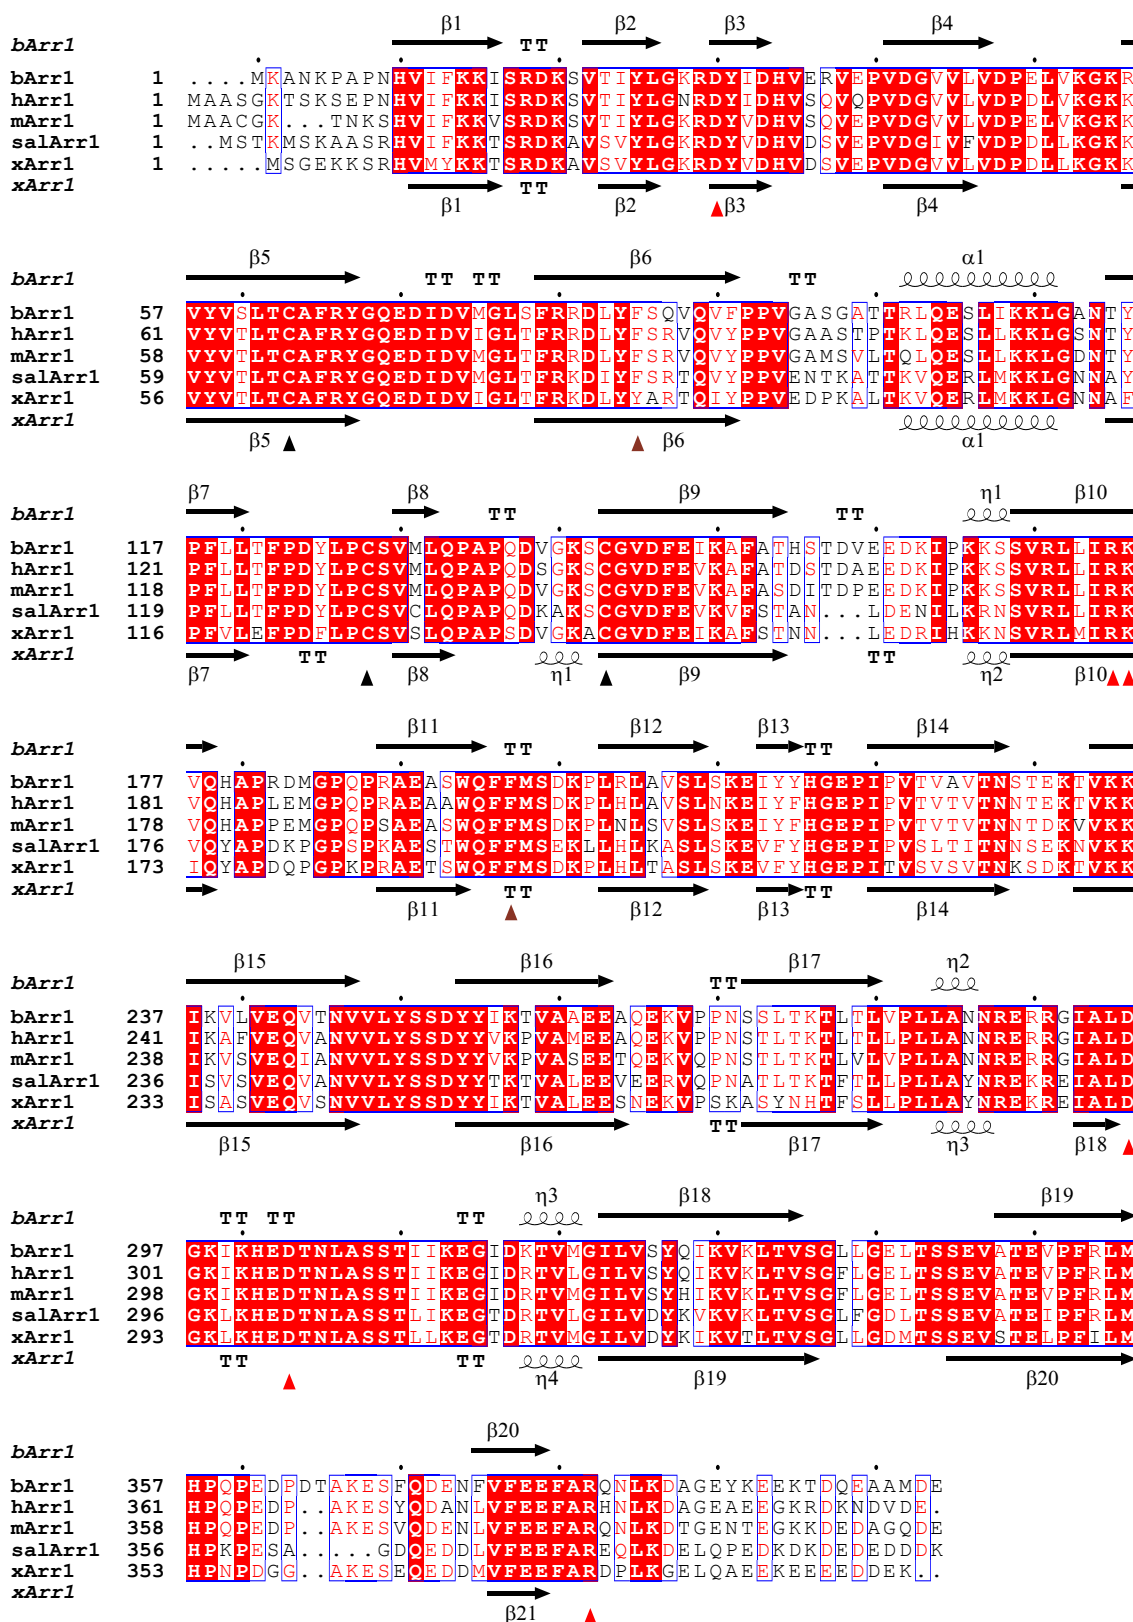 β1 β2 β3 β4
bArr1 TT
bArr1 1 ....MKANKPAPNHVIFKKISRDKSVTIYLGKRDYIDHVERVEPVDGVVLVDPELVKGKR
hArr1 1 MAASGKTSKSEPNHVIFKKISRDKSVTIYLGNRDYIDHVSQVQPVDGVVLVDPDLVKGKK
mArr1 1 MAACGK...TNKSHVIFKKVSRDKSVTIYLGKRDYVDHVSQVEPVDGVVLVDPELVKGKK
salArr1 1 ..MSTKMSKAASRHVIFKKTSRDKAVSVYLGKRDYVDHVDSVEPVDGIVFVDPDLLKGKK
xArr1 1 .....MSGEKKSRHVMYKKTSRDKAVSVYLGKRDYVDHVDSVEPVDGVVLVDPDLLKGKK
xArr1 TT
β1 β2 β3 β4
β5 β6 α1
bArr1 TT TT TT
bArr1 57 VYVSLTCAFRYGQEDIDVMGLSFRRDLYFSQVQVFPPVGASGATTRLQESLIKKLGANTY
hArr1 61 VYVTLTCAFRYGQEDIDVIGLTFRRDLYFSRVQVYPPVGAASTPTKLQESLLKKLGSNTY
mArr1 58 VYVTLTCAFRYGQEDIDVMGLTFRRDLYFSRVQVYPPVGAMSVLTQLQESLLKKLGDNTY
salArr1 59 VYVTLTCAFRYGQEDIDVMGLTFRKDIYFSRTQVYPPVENTKATTKVQERLMKKLGNNAY
xArr1 56 VYVTLTCAFRYGQEDIDVIGLTFRKDLYYARTQIYPPVEDPKALTKVQERLMKKLGNNAF
xArr1
β5 β6 α1
β7 β8 β9 η1 β10
bArr1 TT TT
bArr1 117 PFLLTFPDYLPCSVMLQPAPQDVGKSCGVDFEIKAFATHSTDVEEDKIPKKSSVRLLIRK
hArr1 121 PFLLTFPDYLPCSVMLQPAPQDSGKSCGVDFEVKAFATDSTDAEEDKIPKKSSVRLLIRK
mArr1 118 PFLLTFPDYLPCSVMLQPAPQDVGKSCGVDFEVKAFASDITDPEEDKIPKKSSVRLLIRK
salArr1 119 PFLLTFPDYLPCSVCLQPAPQDKAKSCGVDFEVKVFSTAN...LDENILKRNSVRLLIRK
xArr1 116 PFVLEFPDFLPCSVSLQPAPSDVGKACGVDFEIKAFSTNN...LEDRIHKKNSVRLMIRK
xArr1 TT TT
β7 β8 η1 β9 η2 β10
β11 β12 β13 β14
bArr1 TT TT
bArr1 177 VQHAPRDMGPQPRAEASWQFFMSDKPLRLAVSLSKEIYYHGEPIPVTVAVTNSTEKTVKK
hArr1 181 VQHAPLEMGPQPRAEAAWQFFMSDKPLHLAVSLNKEIYFHGEPIPVTVTVTNNTEKTVKK
mArr1 178 VQHAPPEMGPQPSAEASWQFFMSDKPLNLSVSLSKEIYFHGEPIPVTVTVTNNTDKVVKK
salArr1 176 VQYAPDKPGPSPKAESTWQFFMSEKLLHLKASLSKEVFYHGEPIPVSLTITNNSEKNVKK
xArr1 173 IQYAPDQPGPKPRAETSWQFFMSDKPLHLTASLSKEVFYHGEPITVSVSVTNKSDKTVKK
xArr1 TT TT
β11 β12 β13 β14
β15 β16 β17 η2
bArr1 TT
bArr1 237 IKVLVEQVTNVVLYSSDYYIKTVAAEEAQEKVPPNSSLTKTLTLVPLLANNRERRGIALD
hArr1 241 IKAFVEQVANVVLYSSDYYVKPVAMEEAQEKVPPNSTLTKTLTLLPLLANNRERRGIALD
mArr1 238 IKVSVEQIANVVLYSSDYYVKPVASEETQEKVQPNSTLTKTLVLVPLLANNRERRGIALD
salArr1 236 ISVSVEQVANVVLYSSDYYTKTVALEEVEERVQPNATLTKTFTLLPLLAYNREKREIALD
xArr1 233 ISASVEQVSNVVLYSSDYYIKTVALEESNEKVPSKASYNHTFSLLPLLAYNREKREIALD
xArr1 TT
β15 β16 β17 η3 β18
η3 β18 β19
bArr1 TT TT TT
bArr1 297 GKIKHEDTNLASSTIIKEGIDKTVMGILVSYQIKVKLTVSGLLGELTSSEVATEVPFRLM
hArr1 301 GKIKHEDTNLASSTIIKEGIDRTVLGILVSYQIKVKLTVSGFLGELTSSEVATEVPFRLM
mArr1 298 GKIKHEDTNLASSTIIKEGIDRTVMGILVSYHIKVKLTVSGFLGELTSSEVATEVPFRLM
salArr1 296 GKLKHEDTNLASSTLIKEGTDRTVLGILVDYKVKVKLTVSGLFGDLTSSEVATEIPFRLM
xArr1 293 GKLKHEDTNLASSTLLKEGTDRTVMGILVDYKIKVTLTVSGLLGDMTSSEVSTELPFILM
xArr1 TT TT
η4 β19 β20
β20
bArr1
bArr1 357 HPQPEDPDTAKESFQDENFVFEEFARQNLKDAGEYKEEKTDQEAAMDE
hArr1 361 HPQPEDP..AKESYQDANLVFEEFARHNLKDAGEAEEGKRDKNDVDE.
mArr1 358 HPQPEDP..AKESVQDENLVFEEFARQNLKDTGENTEGKKDEDAGQDE
salArr1 356 HPKPESA.....GDQEDDLVFEEFAREQLKDELQPEDKDKDEDEDDDK
xArr1 353 HPNPDGG..AKESEQEDDMVFEEFARDPLKGELQAEEKEEEEDDEK..
xArr1
β21